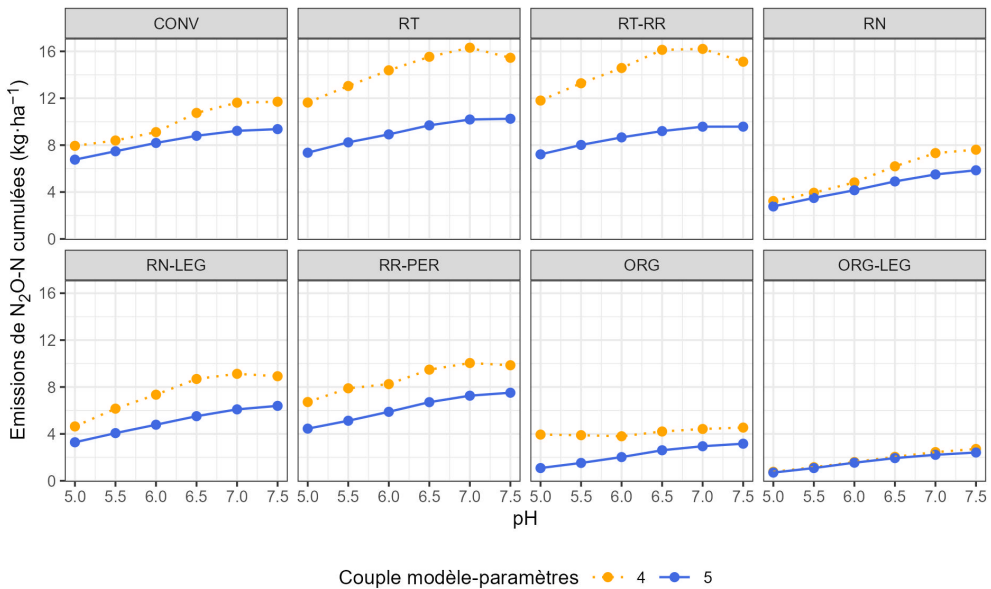 CONV RT RT-RR RN
16
12
8
4
0
RN-LEG RR-PER ORG ORG-LEG
16
12
8
4
0
5.0 5.5 6.0 6.5 7.0 7.5 5.0 5.5 6.0 6.5 7.0 7.5 5.0 5.5 6.0 6.5 7.0 7.5 5.0 5.5 6.0 6.5 7.0 7.5
Emissions de N₂O-N cumulées (kg·ha⁻¹)
pH
Couple modèle-paramètres 4 5